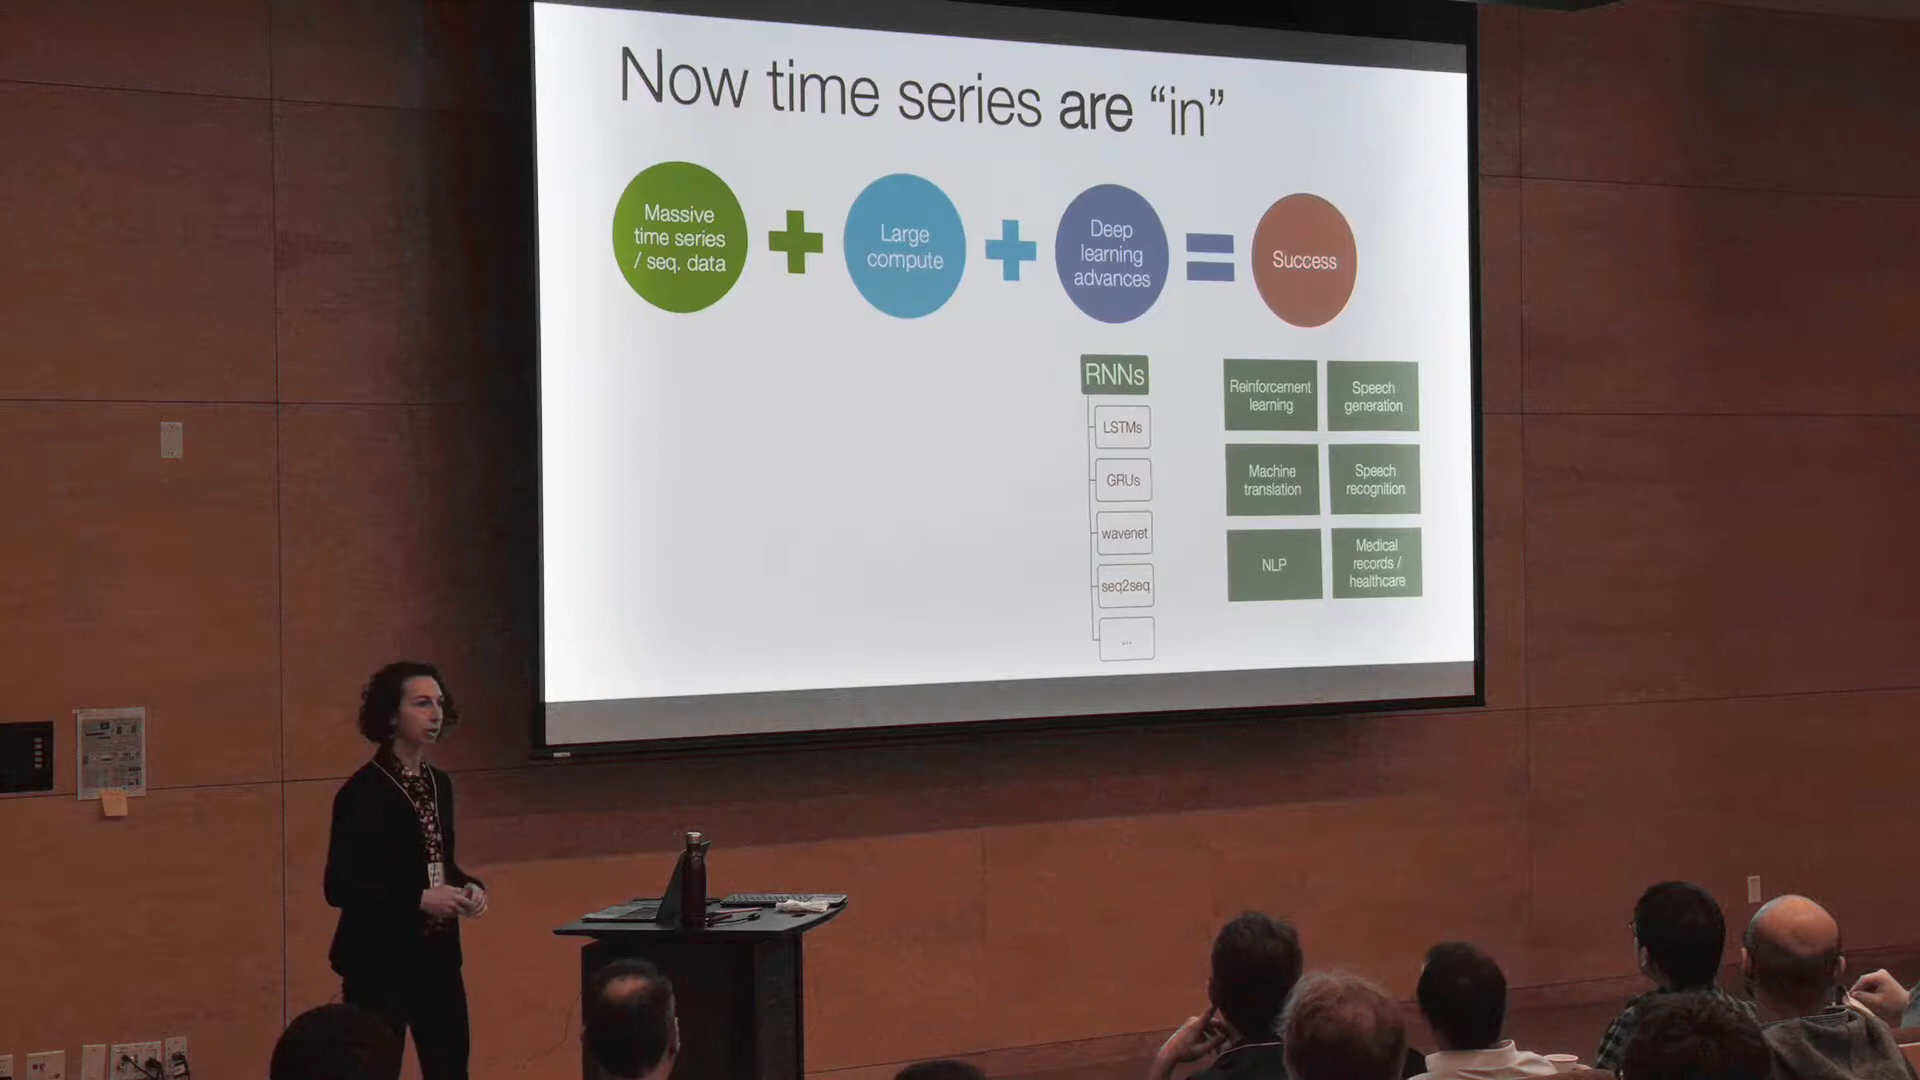 Now time series are “in”
Massive
time series
/ seq. data
Large
compute
Deep
learning
advances
Success
RNNs
LSTMs
GRUs
wavenet
seq2seq
...
Reinforcement
learning
Speech
generation
Machine
translation
Speech
recognition
NLP
Medical
records /
healthcare